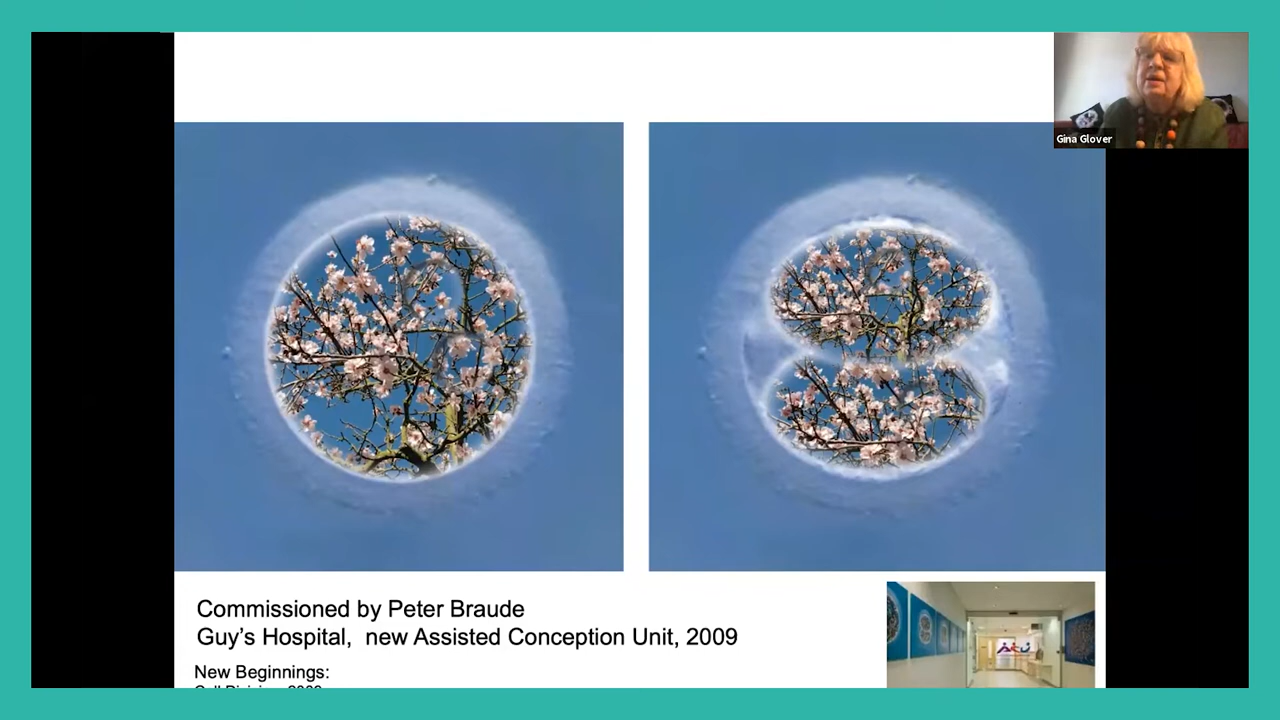 Gina Glover
Commissioned by Peter Braude
Guy's Hospital, new Assisted Conception Unit, 2009
New Beginnings: